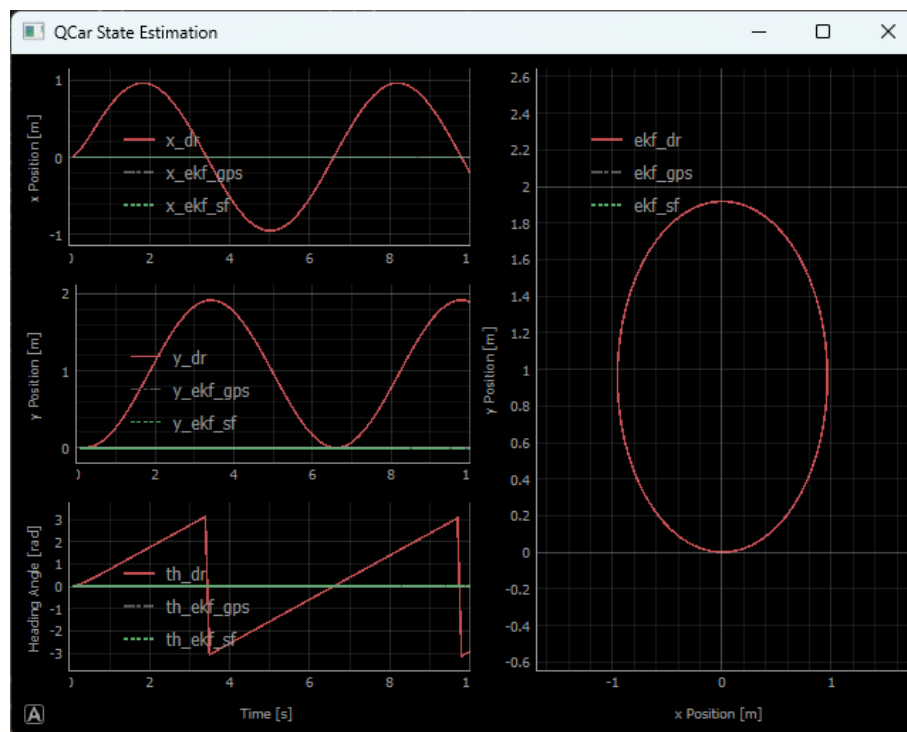 QCar State Estimation
x Position [m]
1
0
-1
x_dr
x_ekf_gps
x_ekf_sf
2
4
6
8
1
y Position [m]
2
1
0
y_dr
y_ekf_gps
y_ekf_sf
2
4
6
8
1
Heading Angle [rad]
3
2
1
0
-1
-2
-3
th_dr
th_ekf_gps
th_ekf_sf
2
4
6
8
1
A
Time [s]
y Position [m]
2.6
2.4
2.2
2
1.8
1.6
1.4
1.2
1
0.8
0.6
0.4
0.2
0
-0.2
-0.4
-0.6
ekf_dr
ekf_gps
ekf_sf
-1
0
1
x Position [m]